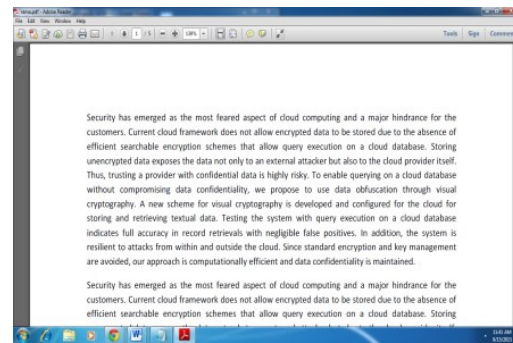 File Edit View Window Help
1 / 5
Tools Sign Comment
Security has emerged as the most feared aspect of cloud computing and a major hindrance for the
customers. Current cloud framework does not allow encrypted data to be stored due to the absence of
efficient searchable encryption schemes that allow query execution on a cloud database. Storing
unencrypted data exposes the data not only to an external attacker but also to the cloud provider itself.
Thus, trusting a provider with confidential data is highly risky. To enable querying on a cloud database
without compromising data confidentiality, we propose to use data obfuscation through visual
cryptography. A new scheme for visual cryptography is developed and configured for the cloud for
storing and retrieving textual data. Testing the system with query execution on a cloud database
indicates full accuracy in record retrievals with negligible false positives. In addition, the system is
resilient to attacks from within and outside the cloud. Since standard encryption and key management
are avoided, our approach is computationally efficient and data confidentiality is maintained.
Security has emerged as the most feared aspect of cloud computing and a major hindrance for the
customers. Current cloud framework does not allow encrypted data to be stored due to the absence of
efficient searchable encryption schemes that allow query execution on a cloud database. Storing